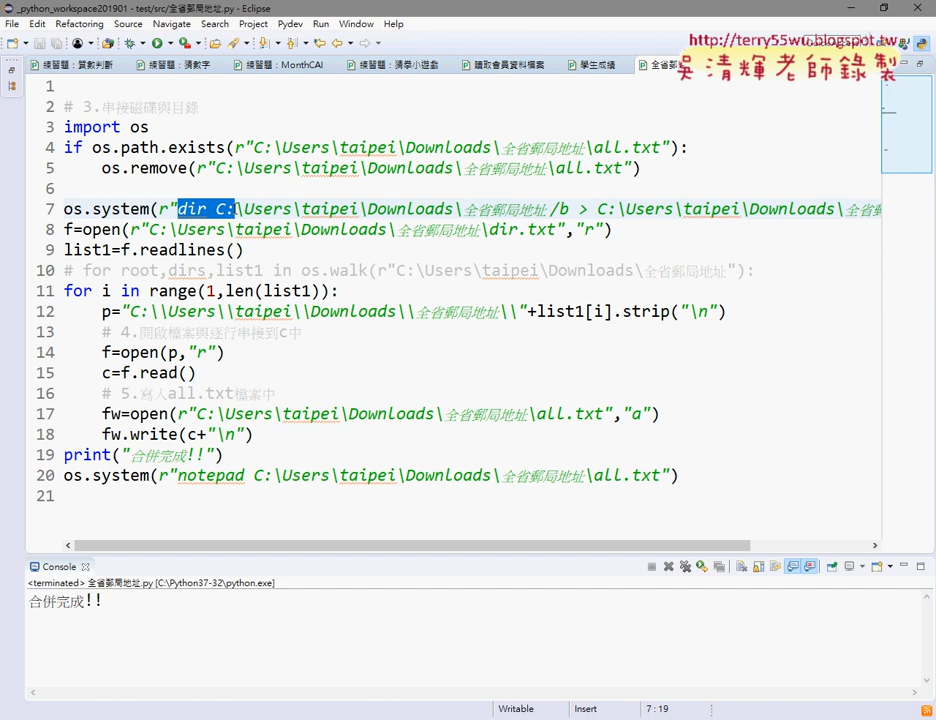 _python_workspace201901 - test/src/全省郵局地址.py - Eclipse
File Edit Refactoring Source Navigate Search Project Pydev Run Window Help
http://terry55wu.blogspot.tw
吳清輝老師錄製
練習題：質數判斷 練習題：猜數字 練習題：MonthCAl 練習題：猜拳小遊戲 讀取會員資料檔案 學生成績 全省郵
1
2 # 3.串接磁碟與目錄
3 import os
4 if os.path.exists(r"C:\Users\taipei\Downloads\全省郵局地址\all.txt"):
5 os.remove(r"C:\Users\taipei\Downloads\全省郵局地址\all.txt")
6
7 os.system(r"dir C:\Users\taipei\Downloads\全省郵局地址/b > C:\Users\taipei\Downloads\全省
8 f=open(r"C:\Users\taipei\Downloads\全省郵局地址\dir.txt","r")
9 list1=f.readlines()
10 # for root,dirs,list1 in os.walk(r"C:\Users\taipei\Downloads\全省郵局地址"):
11 for i in range(1,len(list1)):
12 p="C:\\Users\\taipei\\Downloads\\全省郵局地址\\"+list1[i].strip("\n")
13 # 4.開啟檔案與逐行串接到c中
14 f=open(p,"r")
15 c=f.read()
16 # 5.寫入all.txt檔案中
17 fw=open(r"C:\Users\taipei\Downloads\全省郵局地址\all.txt","a")
18 fw.write(c+"\n")
19 print("合併完成!!")
20 os.system(r"notepad C:\Users\taipei\Downloads\全省郵局地址\all.txt")
21
Console
<terminated> 全省郵局地址.py [C:\Python37-32\python.exe]
合併完成!!
Writable Insert 7 : 19